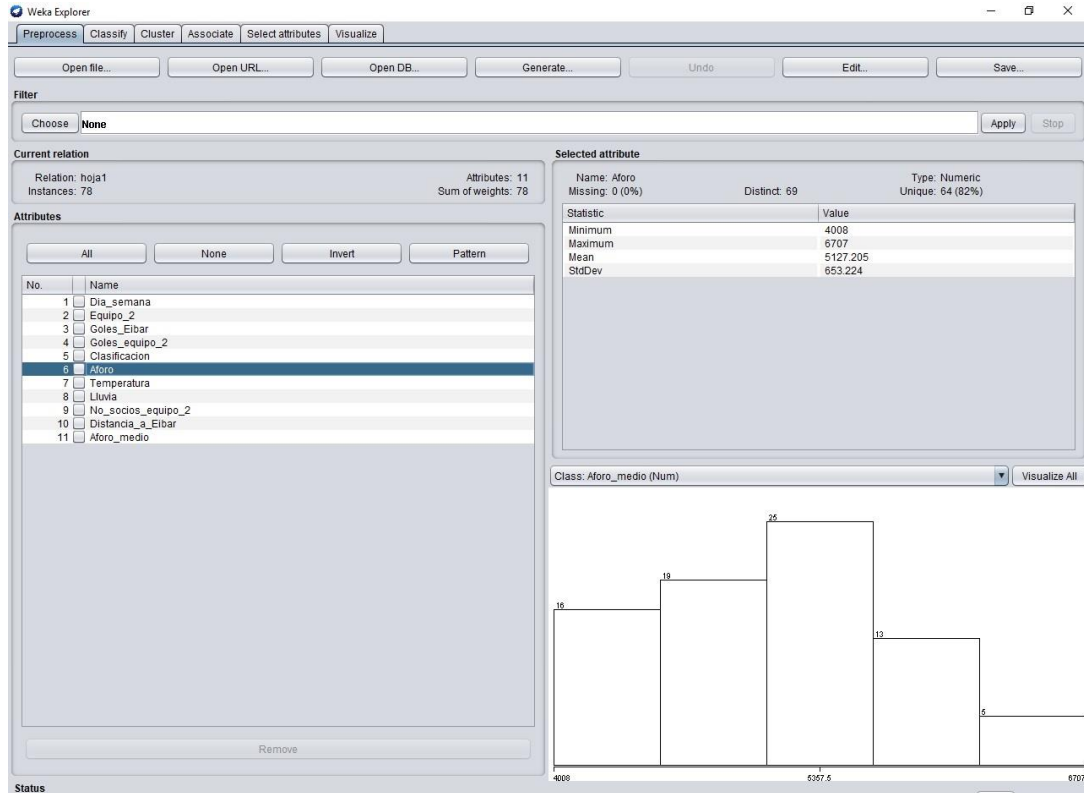 Weka Explorer
Preprocess Classify Cluster Associate Select attributes Visualize
Open file... Open URL... Open DB... Generate... Undo Edit... Save...
Filter
Choose None Apply Stop
Current relation
Relation: hoja1 Attributes: 11
Instances: 78 Sum of weights: 78
Attributes
All None Invert Pattern
No. Name
1 Dia_semana
2 Equipo_2
3 Goles_Eibar
4 Goles_equipo_2
5 Clasificacion
6 Aforo
7 Temperatura
8 Lluvia
9 No_socios_equipo_2
10 Distancia_a_Eibar
11 Aforo_medio
Remove
Status
Selected attribute
Name: Aforo Type: Numeric
Missing: 0 (0%) Distinct: 69 Unique: 64 (82%)
Statistic Value
Minimum 4008
Maximum 6707
Mean 5127.205
StdDev 653.224
Class: Aforo_medio (Num) Visualize All
25
19
16
13
5
4008 5357.5 6707